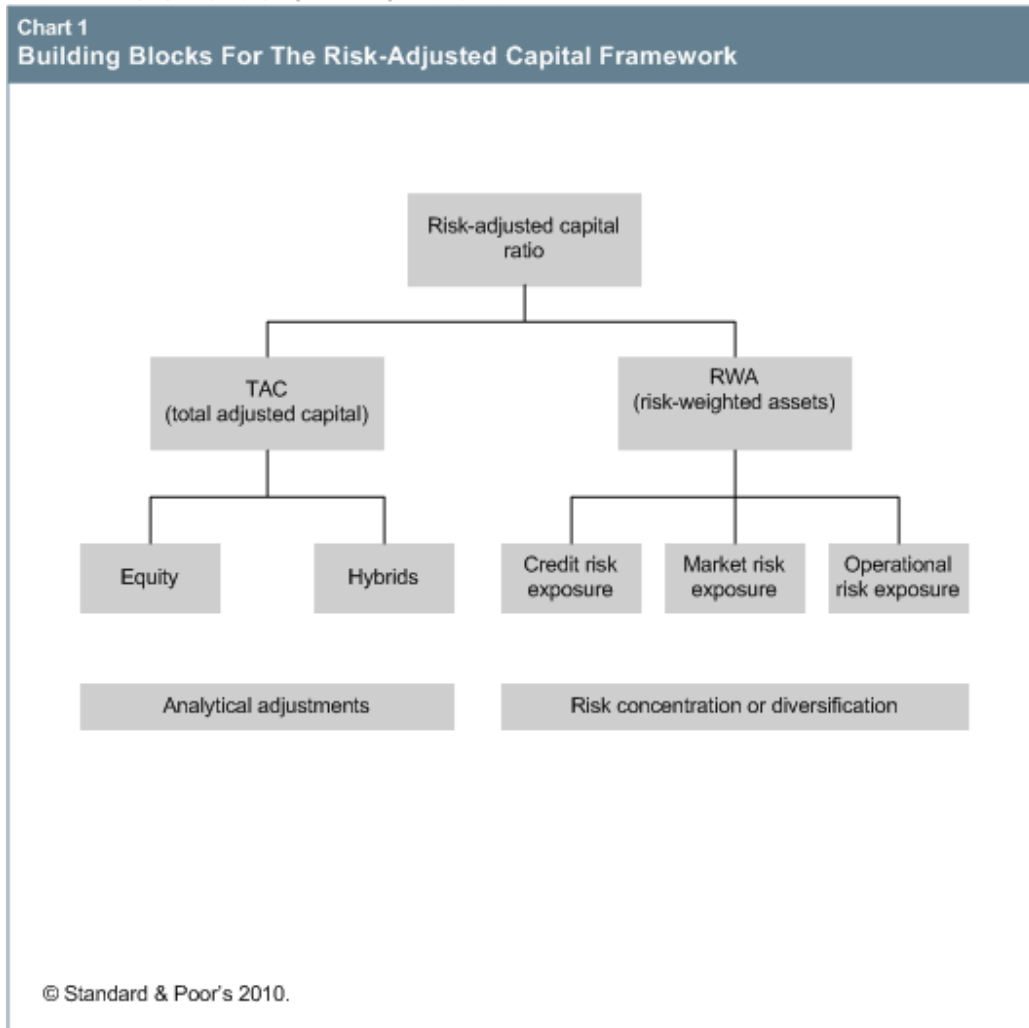 Chart 1
Building Blocks For The Risk-Adjusted Capital Framework
Risk-adjusted capital
ratio
TAC
(total adjusted capital)
RWA
(risk-weighted assets)
Equity
Hybrids
Credit risk
exposure
Market risk
exposure
Operational
risk exposure
Analytical adjustments
Risk concentration or diversification
© Standard & Poor's 2010.